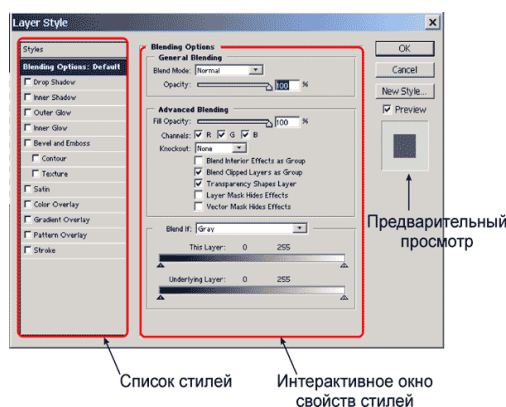 Layer Style
Styles
Blending Options: Default
Drop Shadow
Inner Shadow
Outer Glow
Inner Glow
Bevel and Emboss
Contour
Texture
Satin
Color Overlay
Gradient Overlay
Pattern Overlay
Stroke
Blending Options
General Blending
Blend Mode: Normal
Opacity: 100 %
Advanced Blending
Fill Opacity: 100 %
Channels: R G B
Knockout: None
Blend Interior Effects as Group
Blend Clipped Layers as Group
Transparency Shapes Layer
Layer Mask Hides Effects
Vector Mask Hides Effects
Blend If: Gray
This Layer: 0 255
Underlying Layer: 0 255
OK
Cancel
New Style...
Preview
Предварительный
просмотр
Список стилей
Интерактивное окно
свойств стилей